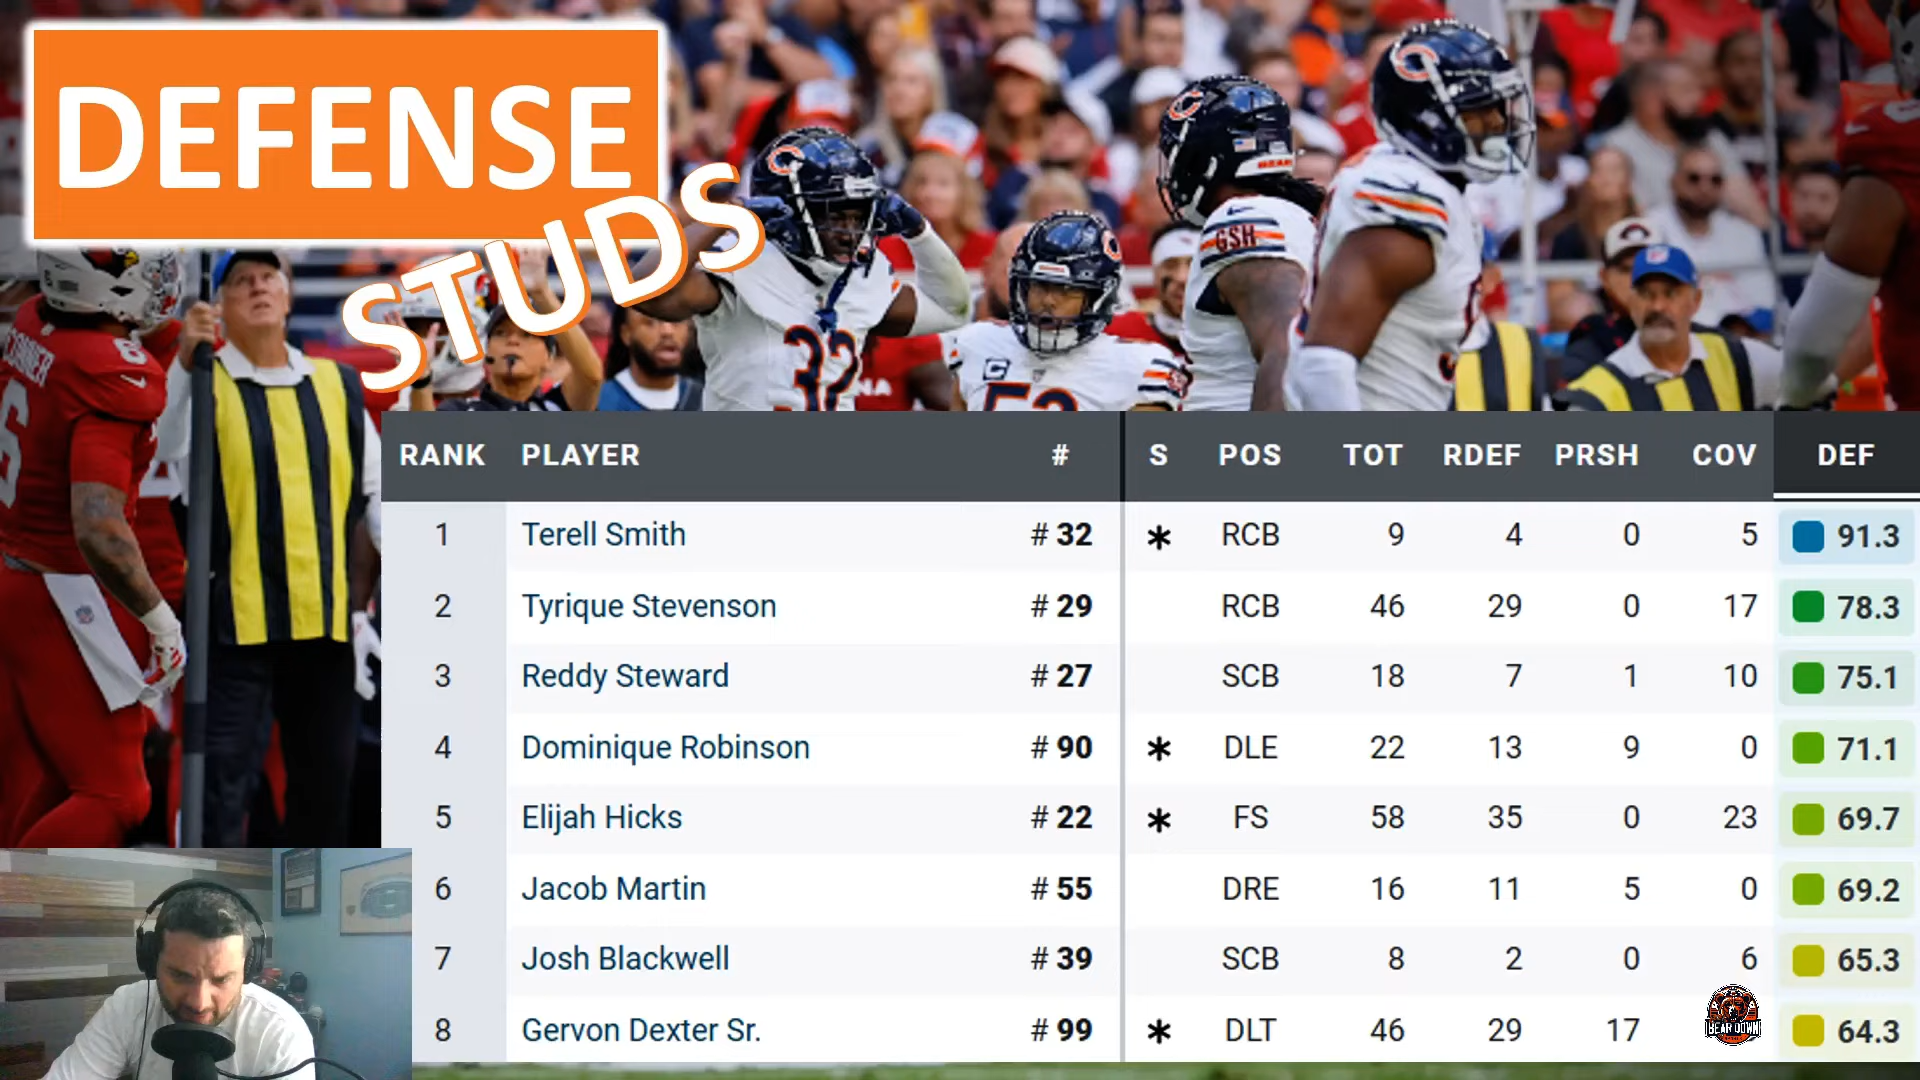 DEFENSE
STUDS
GSH
BEARS
32
RANK PLAYER # S POS TOT RDEF PRSH COV DEF
1 Terell Smith # 32 * RCB 9 4 0 5 91.3
2 Tyrique Stevenson # 29 RCB 46 29 0 17 78.3
3 Reddy Steward # 27 SCB 18 7 1 10 75.1
4 Dominique Robinson # 90 * DLE 22 13 9 0 71.1
5 Elijah Hicks # 22 * FS 58 35 0 23 69.7
6 Jacob Martin # 55 DRE 16 11 5 0 69.2
7 Josh Blackwell # 39 SCB 8 2 0 6 65.3
8 Gervon Dexter Sr. # 99 * DLT 46 29 17 64.3
BEAR DOWN